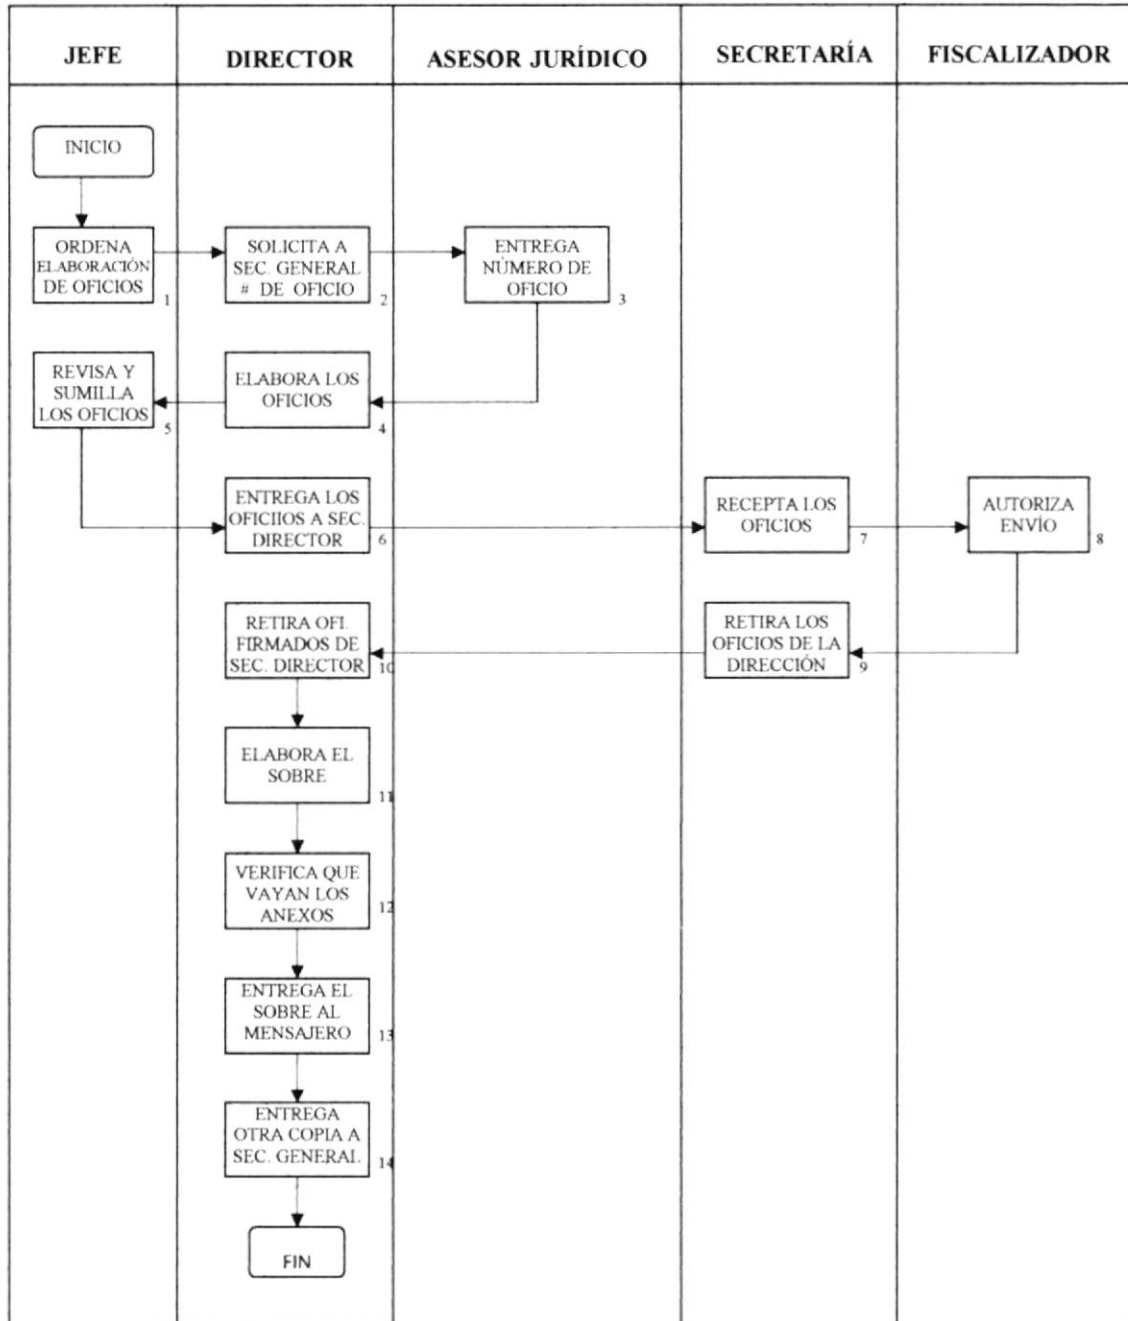 JEFE DIRECTOR ASESOR JURÍDICO SECRETARÍA FISCALIZADOR
INICIO
ORDENA
ELABORACIÓN
DE OFICIOS
1
SOLICITA A
SEC. GENERAL
# DE OFICIO
2
ENTREGA
NÚMERO DE
OFICIO
3
REVISA Y
SUMILLA
LOS OFICIOS
5
ELABORA LOS
OFICIOS
4
ENTREGA LOS
OFICIIOS A SEC.
DIRECTOR
6
RECEPTA LOS
OFICIOS
7
AUTORIZA
ENVÍO
8
RETIRA OFI.
FIRMADOS DE
SEC. DIRECTOR
10
RETIRA LOS
OFICIOS DE LA
DIRECCIÓN
9
ELABORA EL
SOBRE
11
VERIFICA QUE
VAYAN LOS
ANEXOS
12
ENTREGA EL
SOBRE AL
MENSAJERO
13
ENTREGA
OTRA COPIA A
SEC. GENERAL
14
FIN